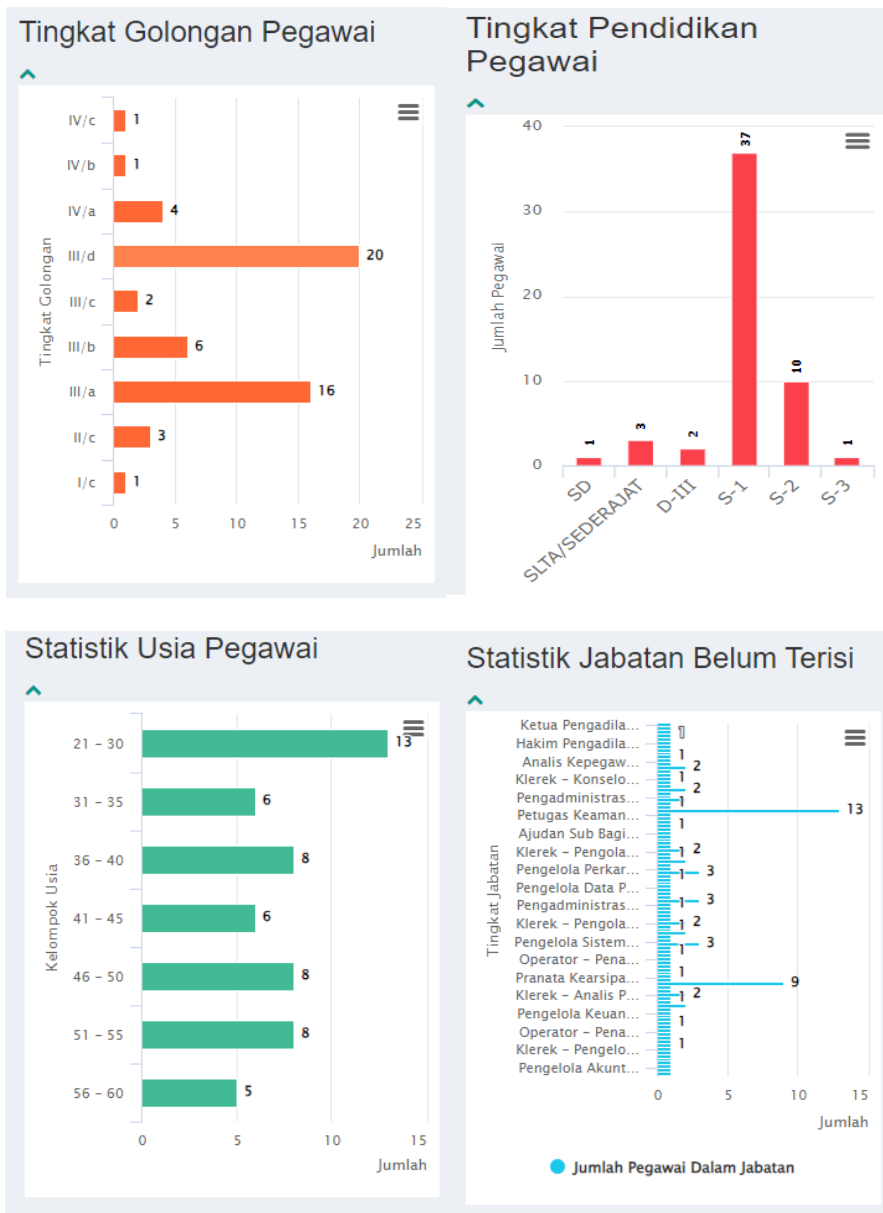 Tingkat Golongan Pegawai
IV/c
1
IV/b
1
IV/a
4
III/d
20
III/c
2
III/b
6
III/a
16
II/c
3
I/c
1
0 5 10 15 20 25
Jumlah
Tingkat Golongan
Tingkat Pendidikan
Pegawai
40
30
20
10
0
Jumlah Pegawai
1 3 2 37 10 1
SD SLTA/SEDERAJAT D-III S-1 S-2 S-3
Statistik Usia Pegawai
21 – 30
13
31 – 35
6
36 – 40
8
41 – 45
6
46 – 50
8
51 – 55
8
56 – 60
5
0 5 10 15
Jumlah
Kelompok Usia
Statistik Jabatan Belum Terisi
Ketua Pengadila...
Hakim Pengadila...
1
Analis Kepegaw...
2
Klerek – Konselo...
1
2
Pengadministras...
1
Petugas Keaman...
13
1
Ajudan Sub Bagi...
Klerek – Pengola...
1 2
Pengelola Perkar...
1 3
Pengelola Data P...
Pengadministras...
1 3
Klerek – Pengola...
1 2
Pengelola Sistem...
3
1
Operator – Pena...
1
Pranata Kearsipa...
9
Klerek – Analis P...
1 2
Pengelola Keuan...
1
Operator – Pena...
Klerek – Pengelo...
1
Pengelola Akunt...
0 5 10 15
Jumlah
Tingkat Jabatan
Jumlah Pegawai Dalam Jabatan